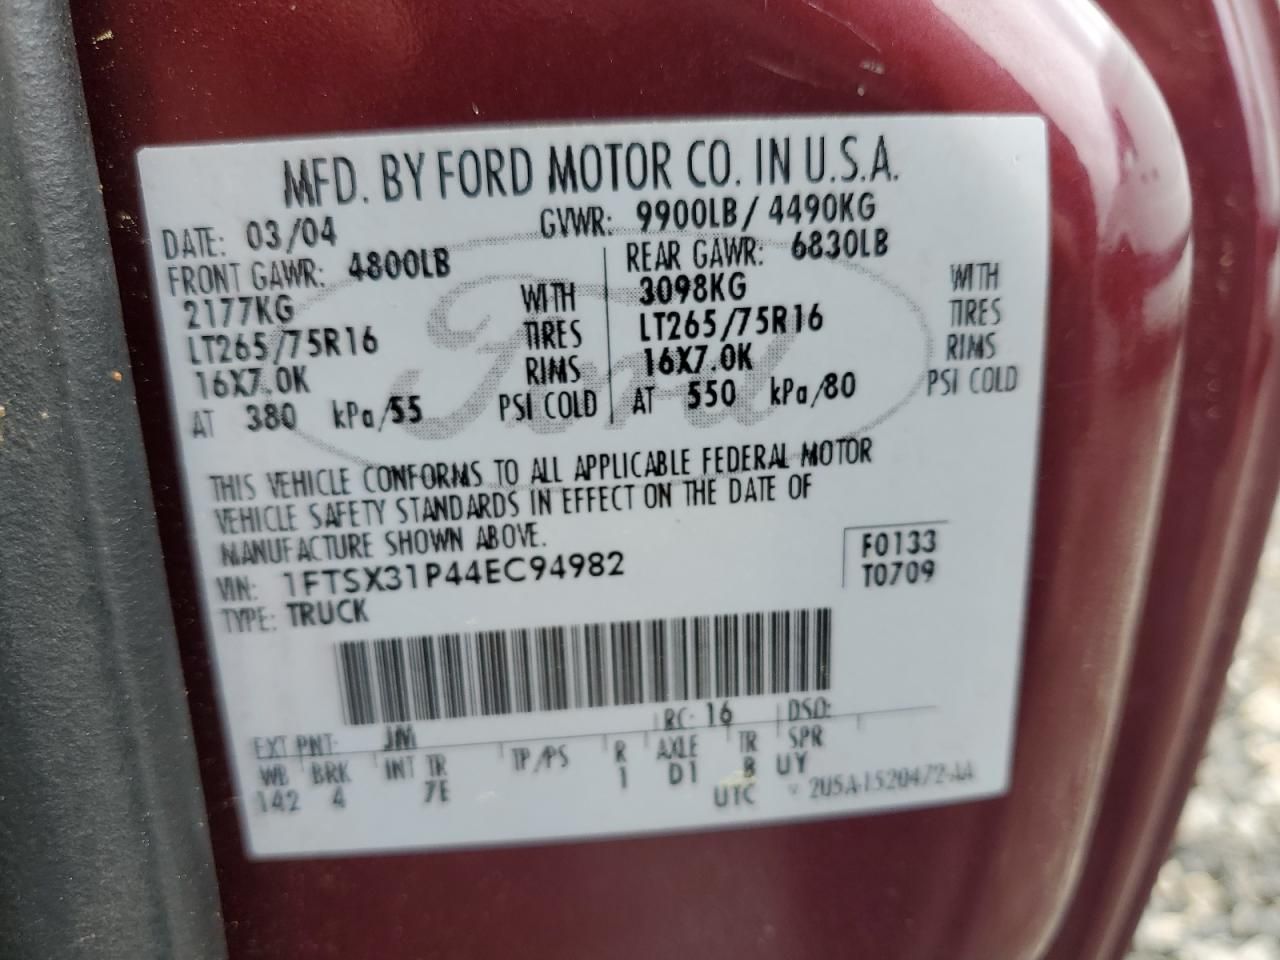 MFD. BY FORD MOTOR CO. IN U.S.A.
DATE: 03/04 GVWR: 9900LB/ 4490KG
FRONT GAWR: 4800LB REAR GAWR: 6830LB
2177KG WITH 3098KG WITH
LT265/75R16 TIRES LT265/75R16 TIRES
16X7.0K RIMS 16X7.0K RIMS
AT 380 kPa/55 PSI COLD AT 550 kPa/80 PSI COLD
Ford
THIS VEHICLE CONFORMS TO ALL APPLICABLE FEDERAL MOTOR
VEHICLE SAFETY STANDARDS IN EFFECT ON THE DATE OF
MANUFACTURE SHOWN ABOVE.
VIN: 1FTSX31P44EC94982
F0133
T0709
TYPE: TRUCK
EXT PNT: JM RC: 16 DSO:
WB BRK INT TR TP/PS R AXLE TR SPR
142 4 7E 1 D1 B UY
UTC 2U5A-1520472-AA